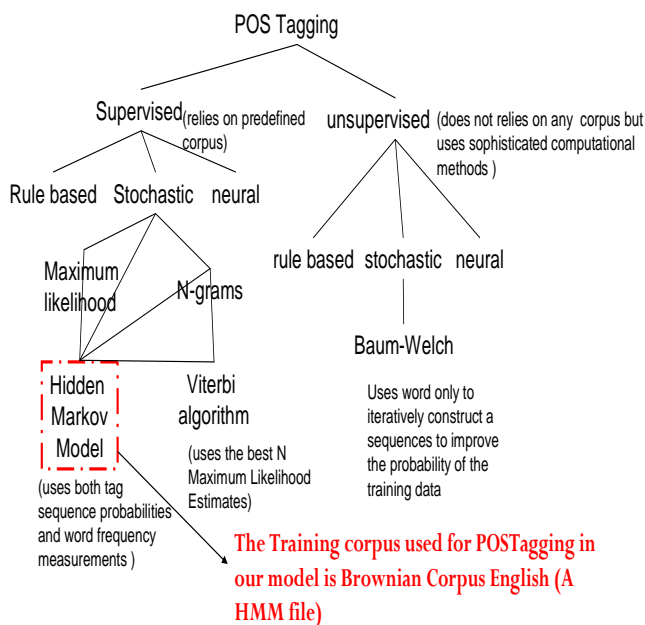 POS Tagging
Supervised (relies on predefined
corpus)
unsupervised (does not relies on any corpus but
uses sophisticated computational
methods )
Rule based Stochastic neural
rule based stochastic neural
Maximum
likelihood
N-grams
Baum-Welch
Uses word only to
iteratively construct a
sequences to improve
the probability of the
training data
Hidden
Markov
Model
(uses both tag
sequence probabilities
and word frequency
measurements )
Viterbi
algorithm
(uses the best N
Maximum Likelihood
Estimates)
The Training corpus used for POSTagging in
our model is Brownian Corpus English (A
HMM file)